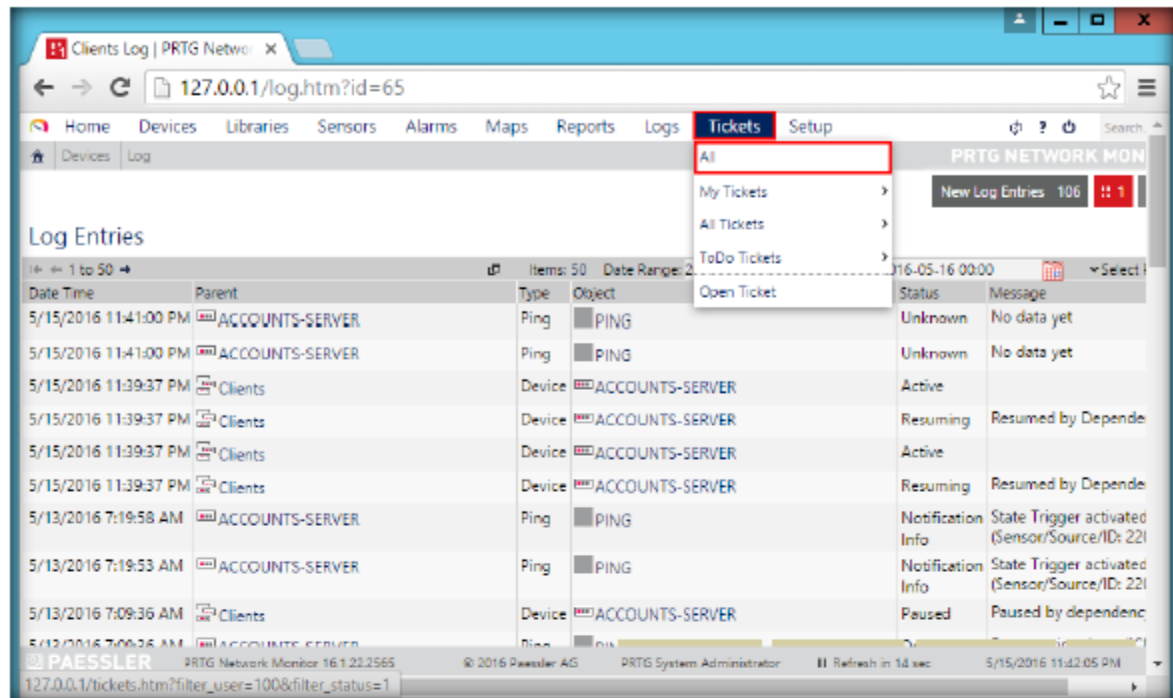 Clients Log | PRTG Networ
127.0.0.1/log.htm?id=65
Home Devices Libraries Sensors Alarms Maps Reports Logs Tickets Setup ? Search.
Devices Log PRTG NETWORK MON
All
My Tickets
All Tickets
ToDo Tickets
Open Ticket
New Log Entries 106 1
Log Entries
1 to 50 Items: 50 Date Range: 2 016-05-16 00:00 Select
Date Time Parent Type Object Status Message
5/15/2016 11:41:00 PM ACCOUNTS-SERVER Ping PING Unknown No data yet
5/15/2016 11:41:00 PM ACCOUNTS-SERVER Ping PING Unknown No data yet
5/15/2016 11:39:37 PM Clients Device ACCOUNTS-SERVER Active
5/15/2016 11:39:37 PM Clients Device ACCOUNTS-SERVER Resuming Resumed by Depende
5/15/2016 11:39:37 PM Clients Device ACCOUNTS-SERVER Active
5/15/2016 11:39:37 PM Clients Device ACCOUNTS-SERVER Resuming Resumed by Depende
5/13/2016 7:19:58 AM ACCOUNTS-SERVER Ping PING Notification State Trigger activated
Info (Sensor/Source/ID: 220
5/13/2016 7:19:53 AM ACCOUNTS-SERVER Ping PING Notification State Trigger activated
Info (Sensor/Source/ID: 220
5/13/2016 7:09:36 AM Clients Device ACCOUNTS-SERVER Paused Paused by dependenc
PAESSLER PRTG Network Monitor 16.1.22.2565 © 2016 Paessler AG PRTG System Administrator Refresh in 14 sec 5/15/2016 11:42:05 PM
127.0.0.1/tickets.htm?filter_user=100&filter_status=1